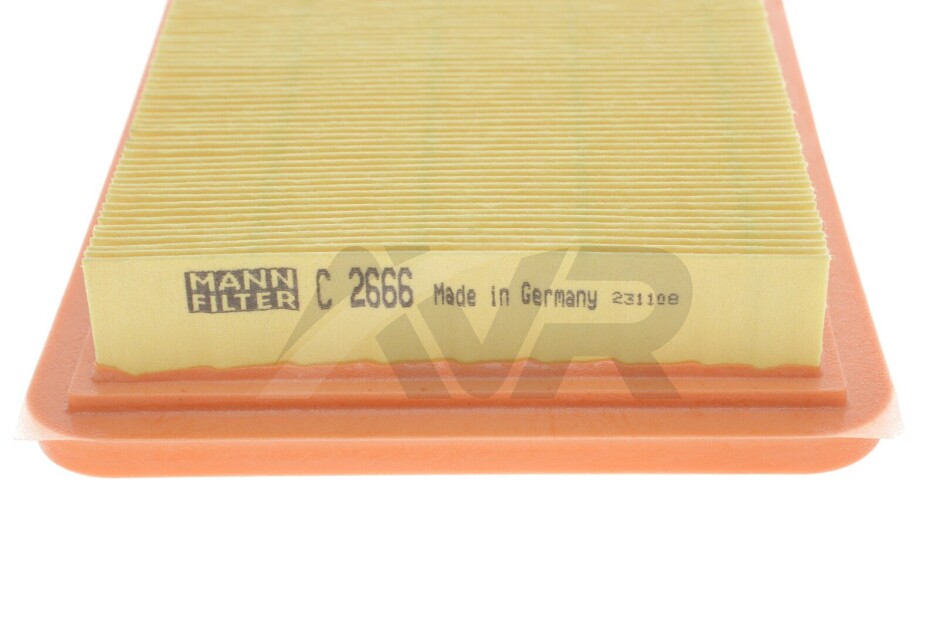 MANN
FILTER
C 2666 Made in Germany 231108
AVR